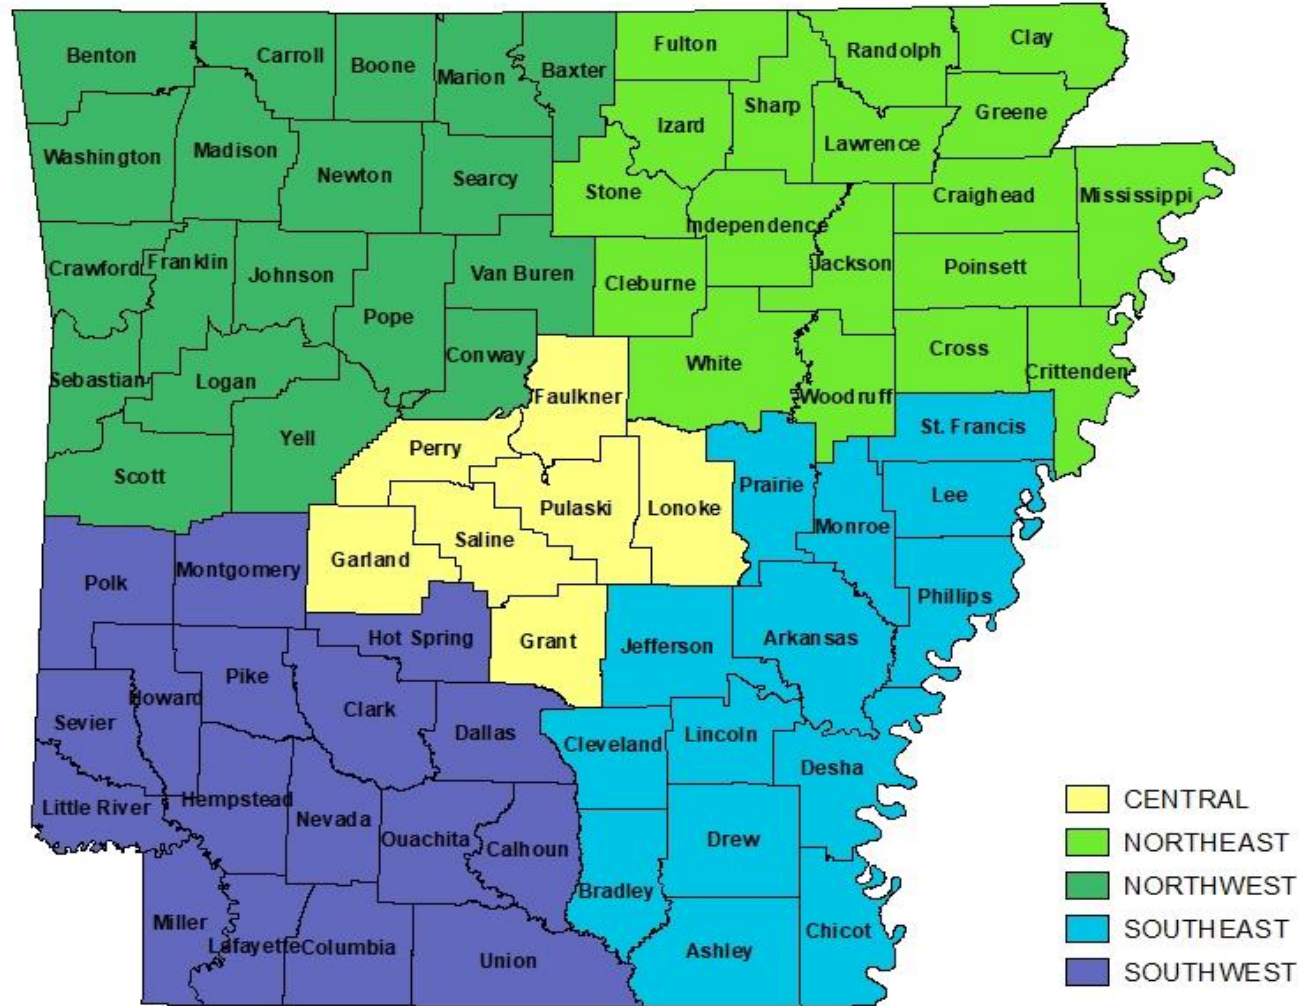 Benton
Carroll
Boone
Marion
Baxter
Fulton
Randolph
Clay
Sharp
Greene
Izard
Lawrence
Washington
Madison
Newton
Searcy
Stone
Craighead
Mississippi
Independence
Crawford
Franklin
Johnson
Van Buren
Cleburne
Jackson
Poinsett
Pope
Conway
White
Cross
Crittenden
Sebastian
Logan
Faulkner
Woodruff
St. Francis
Yell
Perry
Scott
Prairie
Lee
Pulaski
Lonoke
Monroe
Saline
Garland
Polk
Montgomery
Phillips
Hot Spring
Grant
Jefferson
Arkansas
Pike
Howard
Clark
Sevier
Dallas
Cleveland
Lincoln
Desha
Little River
Hempstead
Nevada
Ouachita
Calhoun
Drew
Bradley
Miller
Lafayette
Columbia
Union
Ashley
Chicot
CENTRAL
NORTHEAST
NORTHWEST
SOUTHEAST
SOUTHWEST